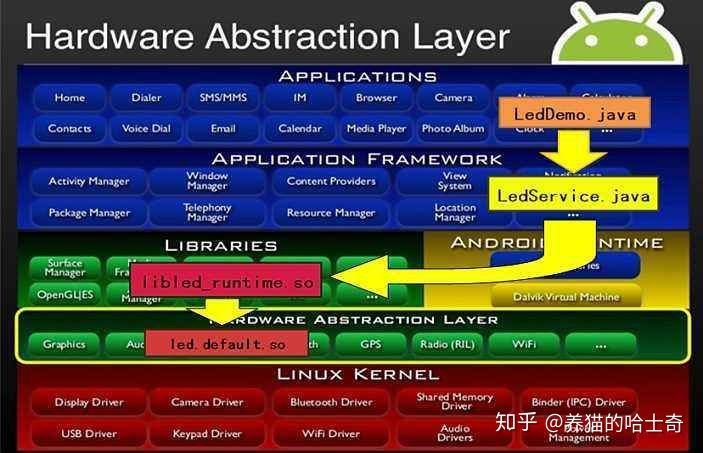 Hardware Abstraction Layer
APPLICATIONS
Home Dialer SMS/MMS IM Browser Camera
LedDemo.java
Contacts Voice Dial Email Calendar Media Player Photo Album Clock ...
APPLICATION FRAMEWORK
Activity Manager Window Manager Content Providers View System
LedService.java
Package Manager Telephony Manager Resource Manager Location Manager ...
LIBRARIES
Surface Manager
libled_runtime.so
OpenGL|ES Manager ...
Dalvik Virtual Machine
HARDWARE ABSTRACTION LAYER
Graphics led.default.so GPS Radio (RIL) WiFi ...
LINUX KERNEL
Display Driver Camera Driver Bluetooth Driver Shared Memory Driver Binder (IPC) Driver
USB Driver Keypad Driver WiFi Driver Audio Drivers Management
知乎 @养猫的哈士奇